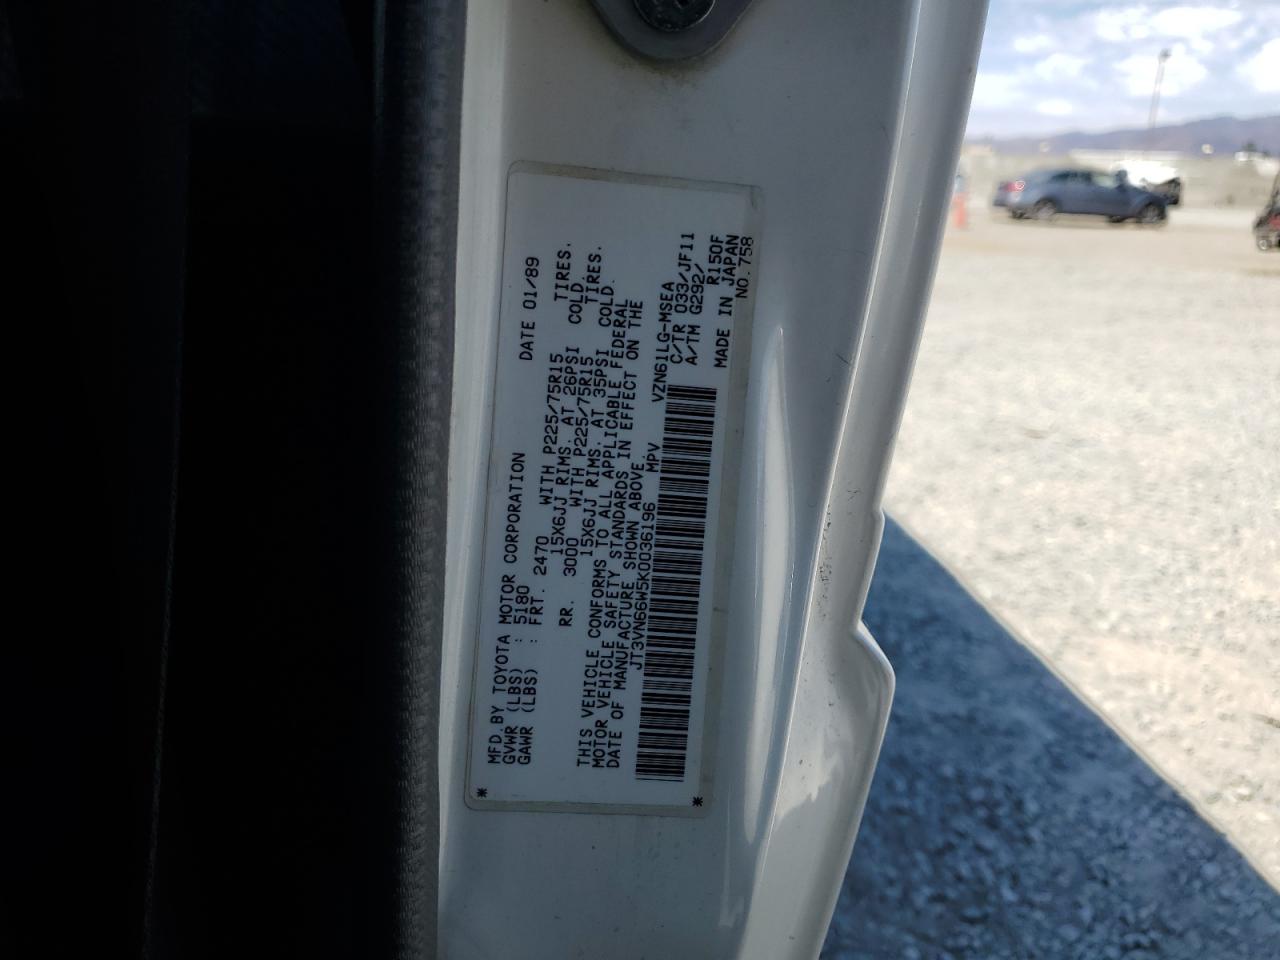 MFD. BY TOYOTA MOTOR CORPORATION DATE 01/89
GVWR (LBS) : 5180
GAWR (LBS) : FRT. 2470 WITH P225/75R15 TIRES.
15X6JJ RIMS. AT 26PSI COLD.
RR. 3000 WITH P225/75R15 TIRES.
15X6JJ RIMS. AT 35PSI COLD.
THIS VEHICLE CONFORMS TO ALL APPLICABLE FEDERAL
MOTOR VEHICLE SAFETY STANDARDS IN EFFECT ON THE
DATE OF MANUFACTURE SHOWN ABOVE.
JT3VN66W5K0036196 MPV VZN61LG-MSEA
C/TR 033/JF11
A/TM G292/
R150F
MADE IN JAPAN
NO.758